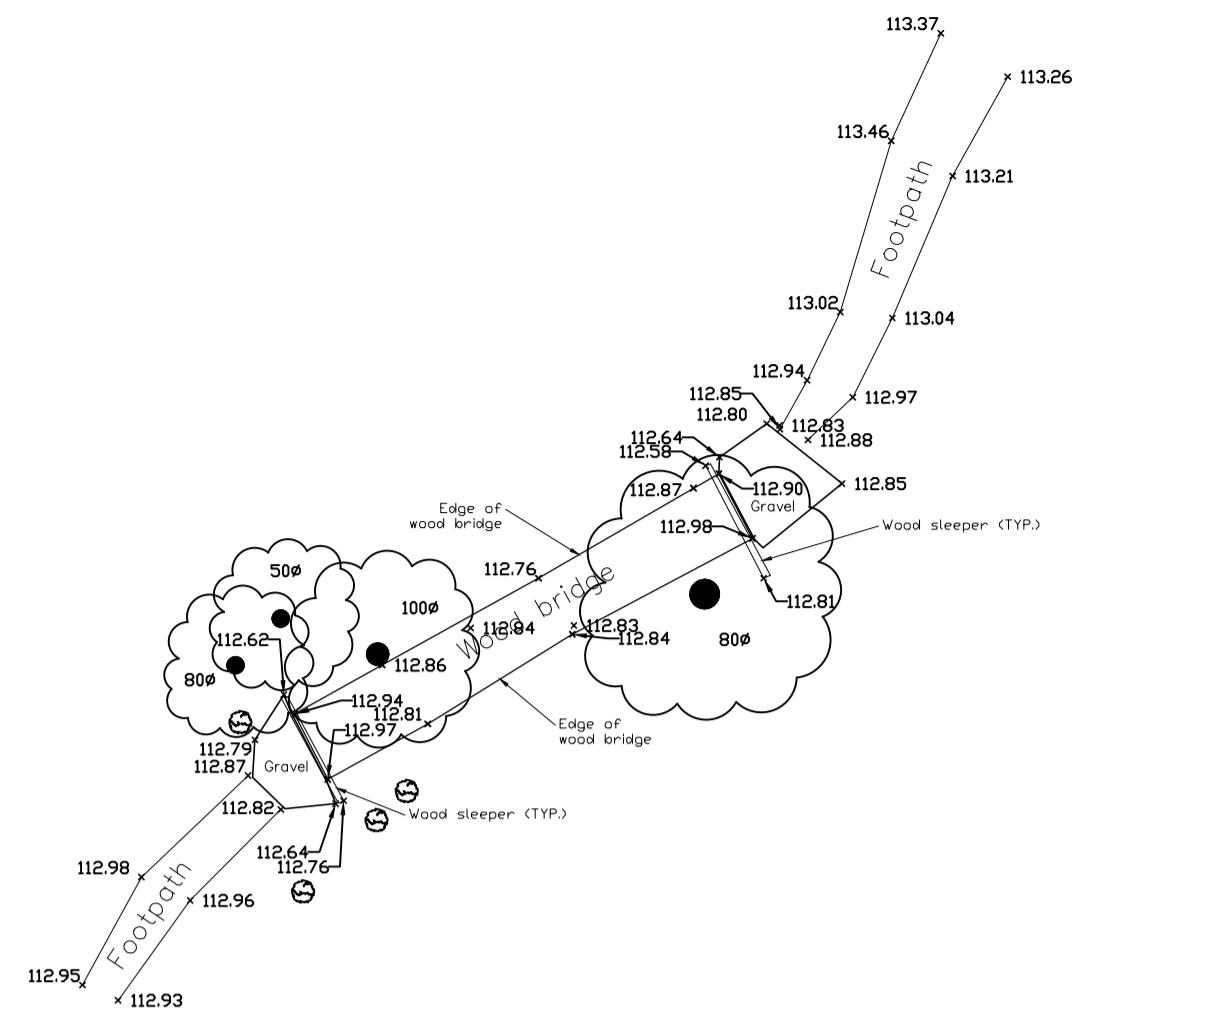 113.37
113.26
113.46
113.21
Footpath
113.02
113.04
112.94
112.97
112.85
112.80
112.83
112.88
112.64
112.58
112.85
112.87
112.90
Gravel
Edge of
wood bridge
112.98
Wood sleeper (TYP.)
112.76
50ø
Wood bridge
112.81
100ø
112.84
112.83
112.84
80ø
112.62
112.86
80ø
112.94
112.81
112.97
Edge of
wood bridge
112.79
112.87
Gravel
112.82
Wood sleeper (TYP.)
112.64
112.76
112.98
112.96
Footpath
112.95
112.93